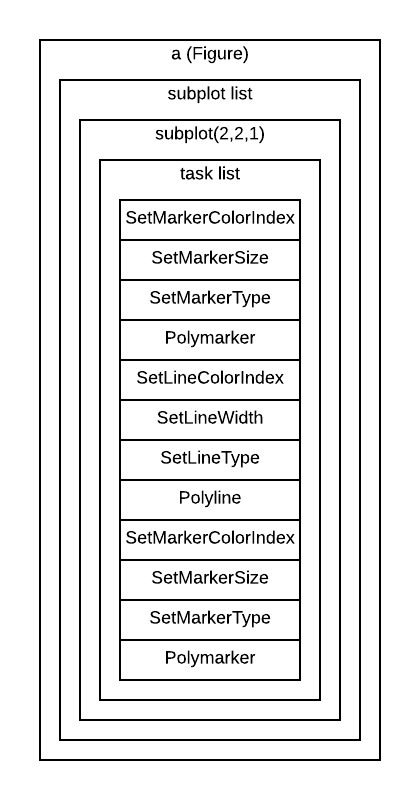 a (Figure)
subplot list
subplot(2,2,1)
task list
SetMarkerColorIndex
SetMarkerSize
SetMarkerType
Polymarker
SetLineColorIndex
SetLineWidth
SetLineType
Polyline
SetMarkerColorIndex
SetMarkerSize
SetMarkerType
Polymarker